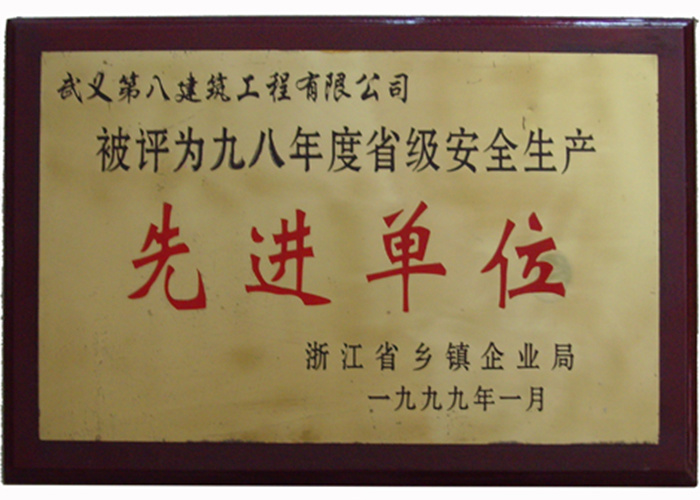 武义第八建筑工程有限公司
被评为九八年度省级安全生产
先进单位
浙江省乡镇企业局
一九九九年一月